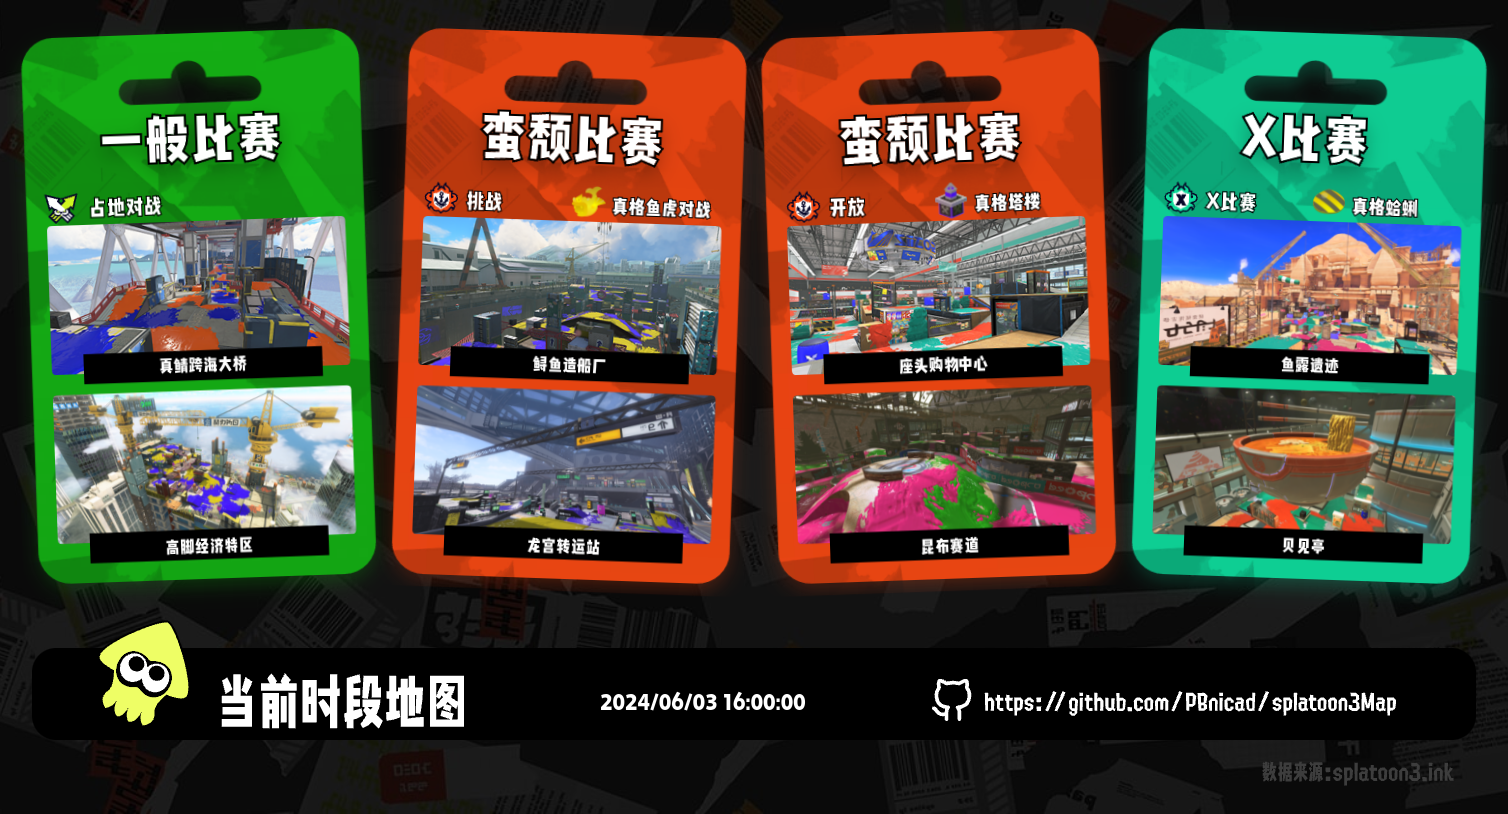 一般比赛
占地对战
真鲭跨海大桥
高脚经济特区
蛮颓比赛
挑战
真格鱼虎对战
鲟鱼造船厂
龙宫转运站
蛮颓比赛
开放
真格塔楼
座头购物中心
昆布赛道
X比赛
X比赛
真格蛤蜊
鱼露遗迹
贝见亭
当前时段地图
2024/06/03 16:00:00
https://github.com/PBnicad/splatoon3Map
数据来源:splatoon3.ink